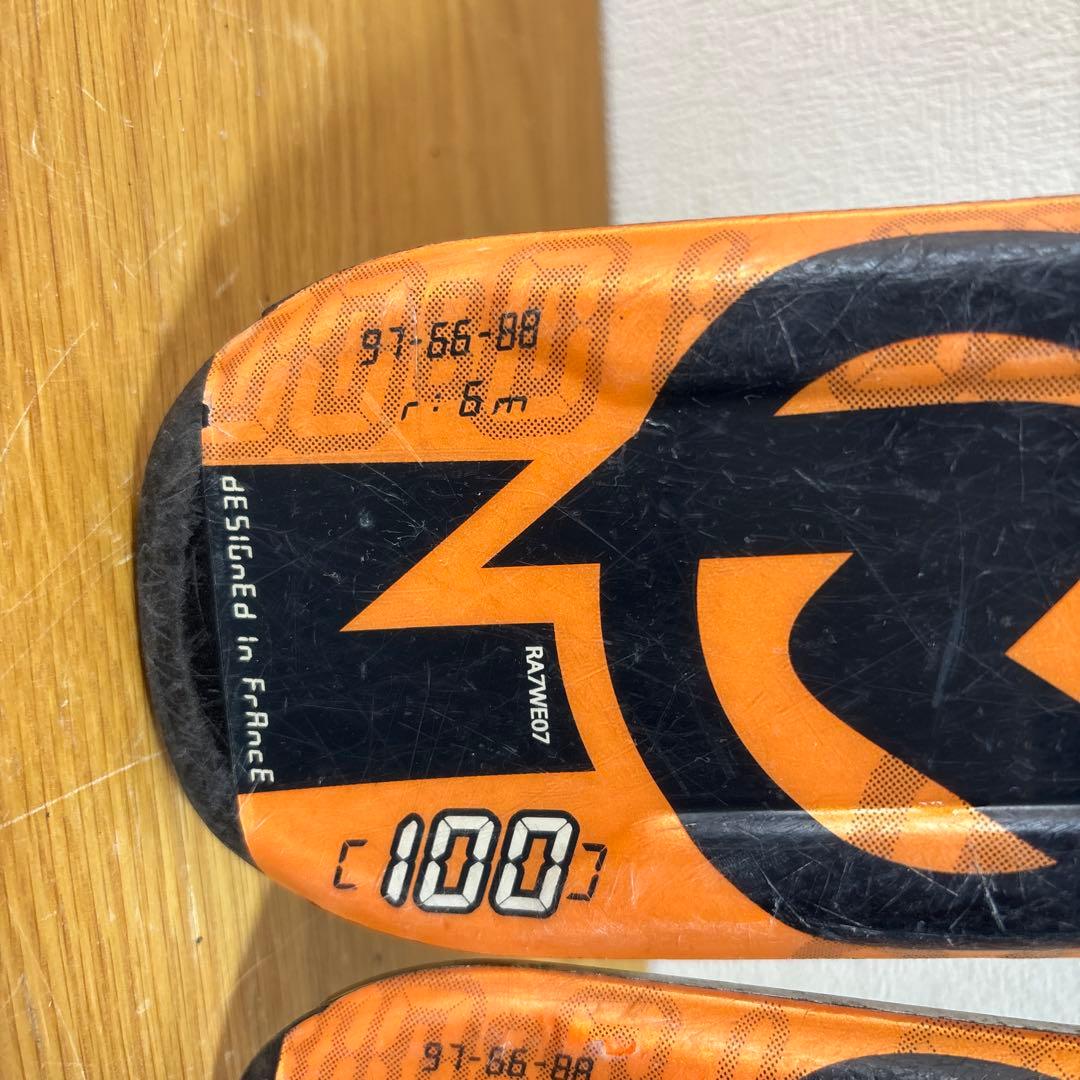 97-66-88
r:6m
dESIGnEd In FrAncE
RA7WE07
[100]
97-66-88